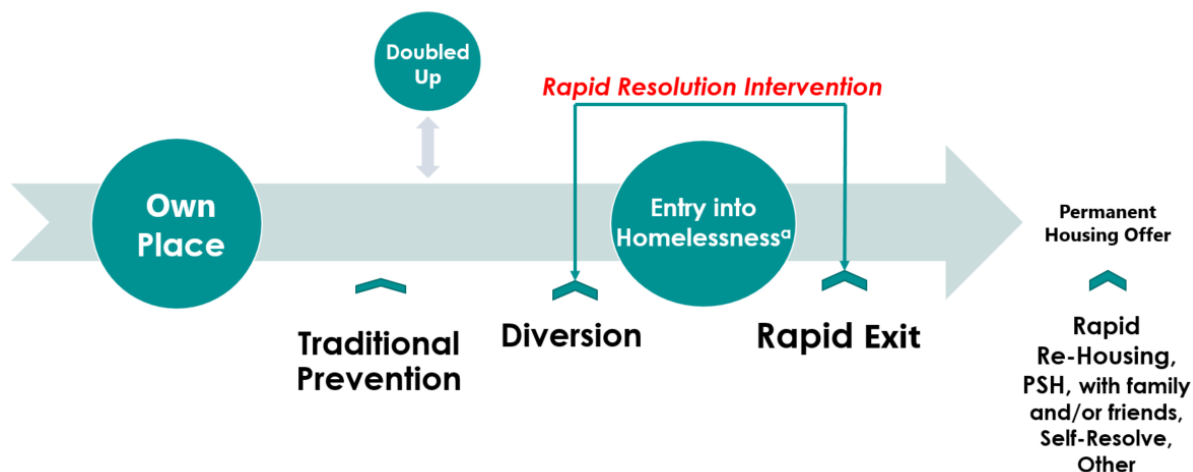 Doubled
Up
Rapid Resolution Intervention
Own
Place
Entry into
Homelessnessᵃ
Permanent
Housing Offer
Traditional
Prevention
Diversion
Rapid Exit
Rapid
Re-Housing,
PSH, with family
and/or friends,
Self-Resolve,
Other